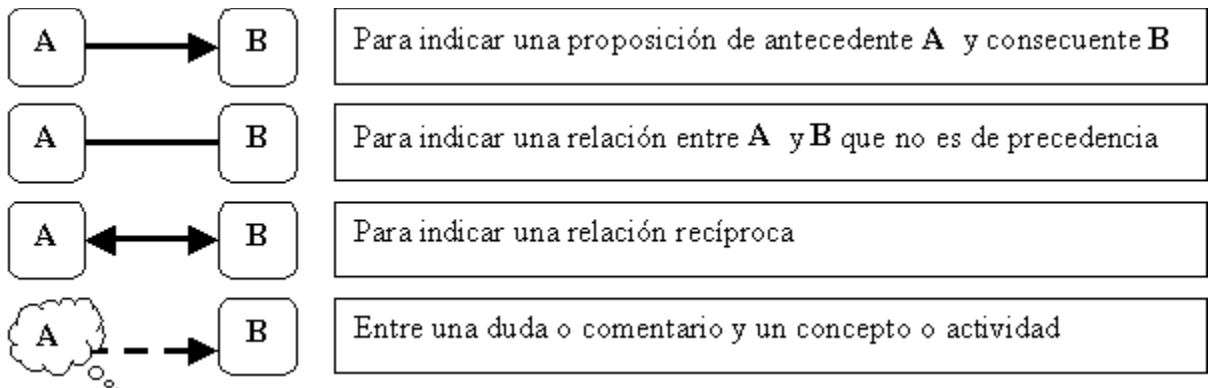 A B Para indicar una proposición de antecedente A y consecuente B
A B Para indicar una relación entre A y B que no es de precedencia
A B Para indicar una relación recíproca
A B Entre una duda o comentario y un concepto o actividad